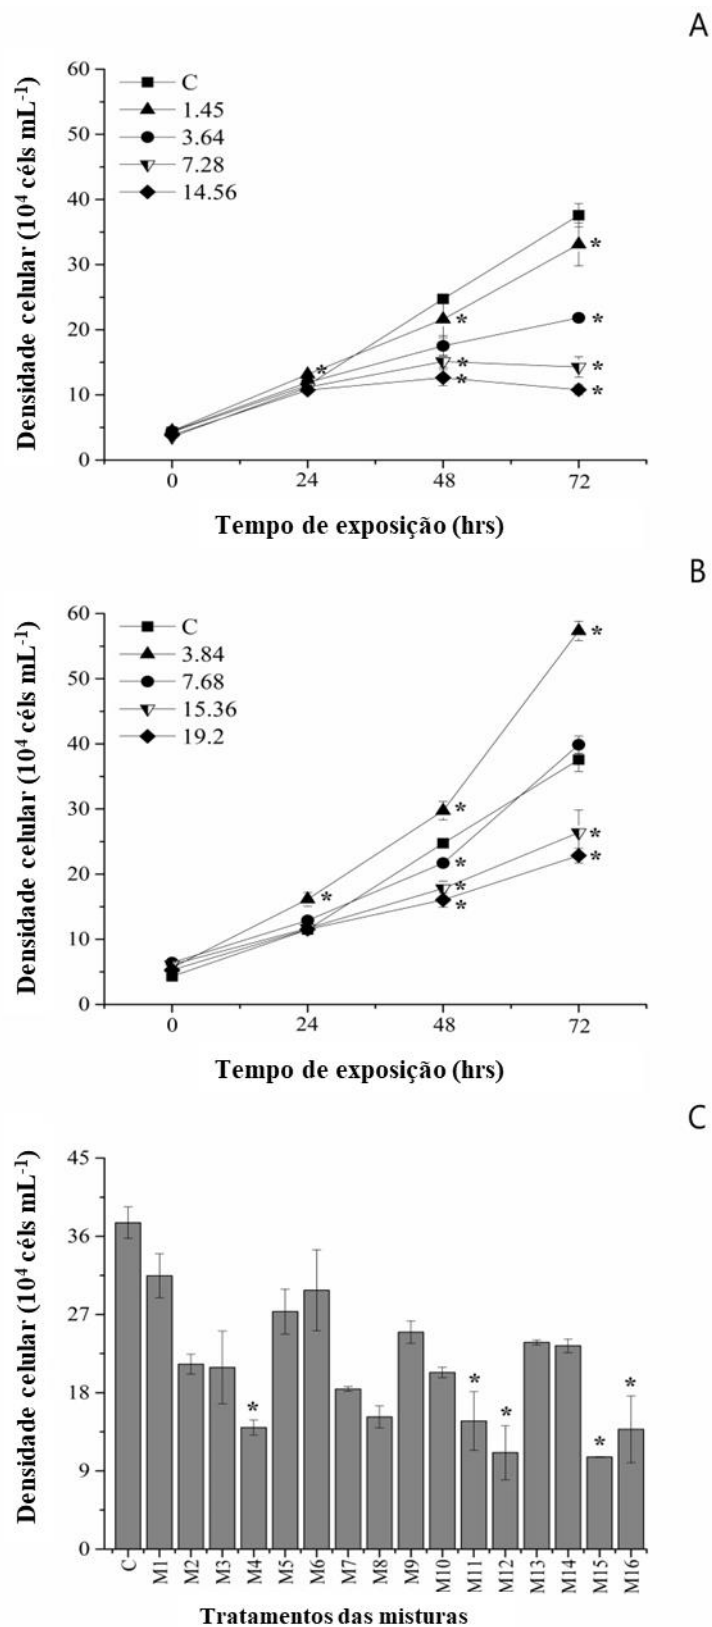 A
Densidade celular (10⁴ céls mL⁻¹)
60
50
40
30
20
10
0
C
1.45
3.64
7.28
14.56
*
*
*
*
*
*
*
*
0 24 48 72
Tempo de exposição (hrs)
B
Densidade celular (10⁴ céls mL⁻¹)
60
50
40
30
20
10
0
C
3.84
7.68
15.36
19.2
*
*
*
*
*
*
*
*
0 24 48 72
Tempo de exposição (hrs)
C
Densidade celular (10⁴ céls mL⁻¹)
45
36
27
18
9
0
* * * * *
C M1 M2 M3 M4 M5 M6 M7 M8 M9 M10 M11 M12 M13 M14 M15 M16
Tratamentos das misturas